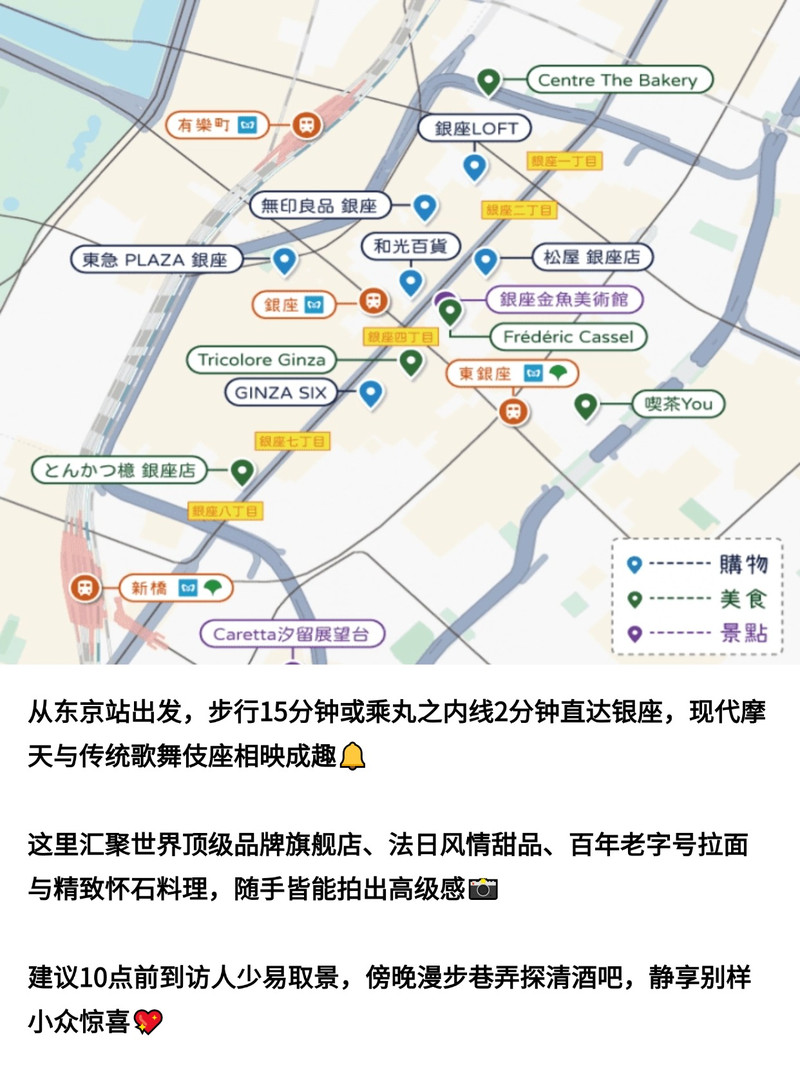 Centre The Bakery
有樂町
銀座LOFT
銀座一丁目
無印良品 銀座
銀座二丁目
和光百貨
東急 PLAZA 銀座
松屋 銀座店
銀座
銀座金魚美術館
銀座四丁目
Frédéric Cassel
Tricolore Ginza
東銀座
GINZA SIX
喫茶You
銀座七丁目
とんかつ檍 銀座店
銀座八丁目
新橋
Caretta汐留展望台
購物
美食
景點
从东京站出发，步行15分钟或乘丸之内线2分钟直达银座，现代摩
天与传统歌舞伎座相映成趣🔔
这里汇聚世界顶级品牌旗舰店、法日风情甜品、百年老字号拉面
与精致怀石料理，随手皆能拍出高级感📸
建议10点前到访人少易取景，傍晚漫步巷弄探清酒吧，静享别样
小众惊喜💖